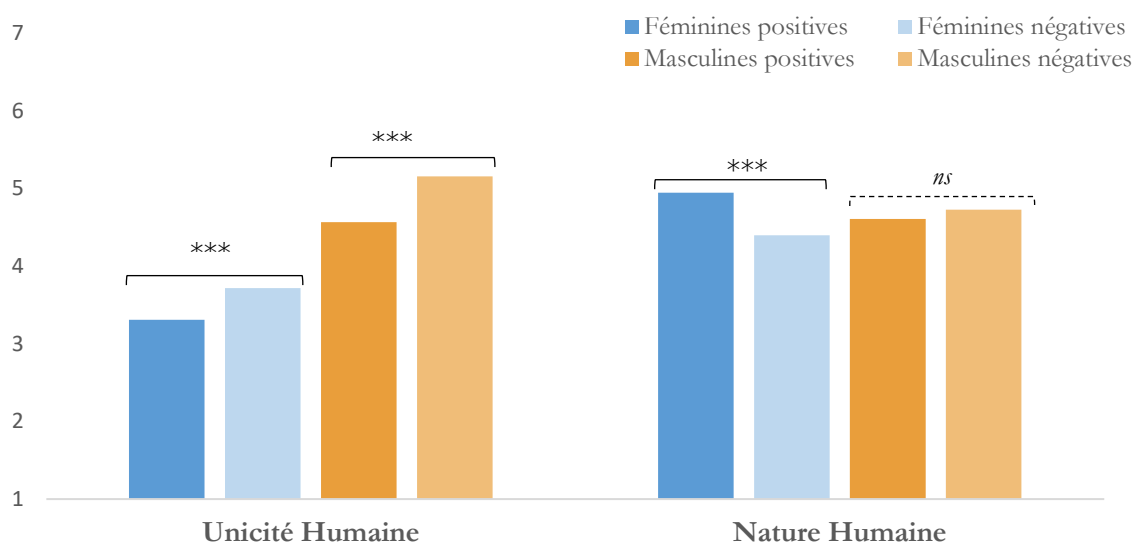 7
Féminines positives Féminines négatives
Masculines positives Masculines négatives
6
***
***
ns
5
***
4
3
2
1
Unicité Humaine Nature Humaine